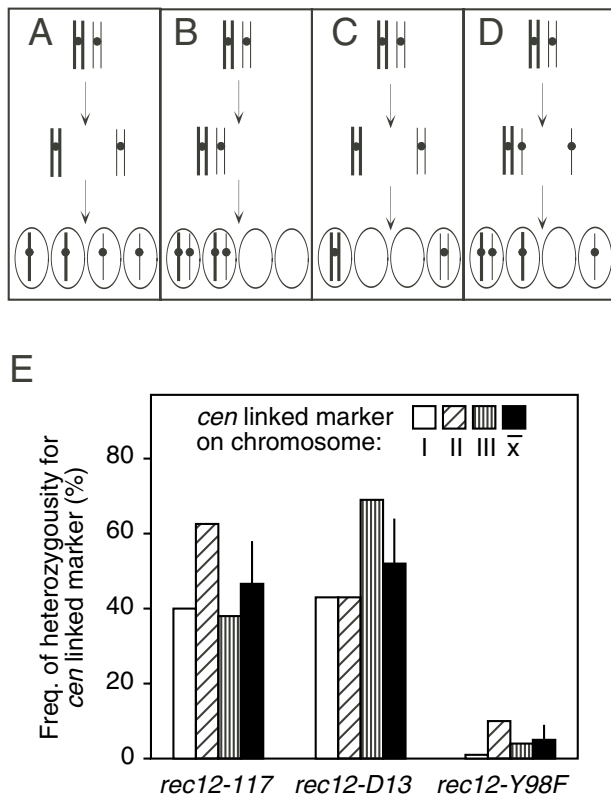 A B C D
E
cen linked marker
on chromosome:
I II III x̄
Freq. of heterozygousity for
cen linked marker (%)
80
60
40
20
0
rec12-117 rec12-D13 rec12-Y98F